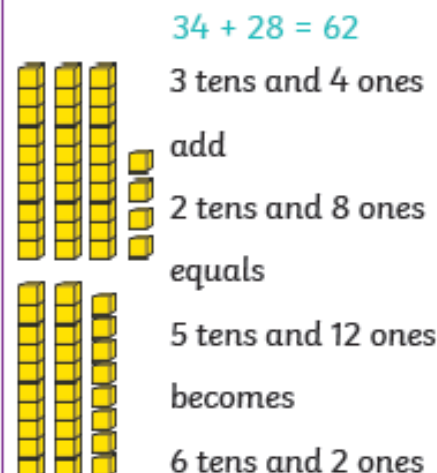 34 + 28 = 62
3 tens and 4 ones
add
2 tens and 8 ones
equals
5 tens and 12 ones
becomes
6 tens and 2 ones